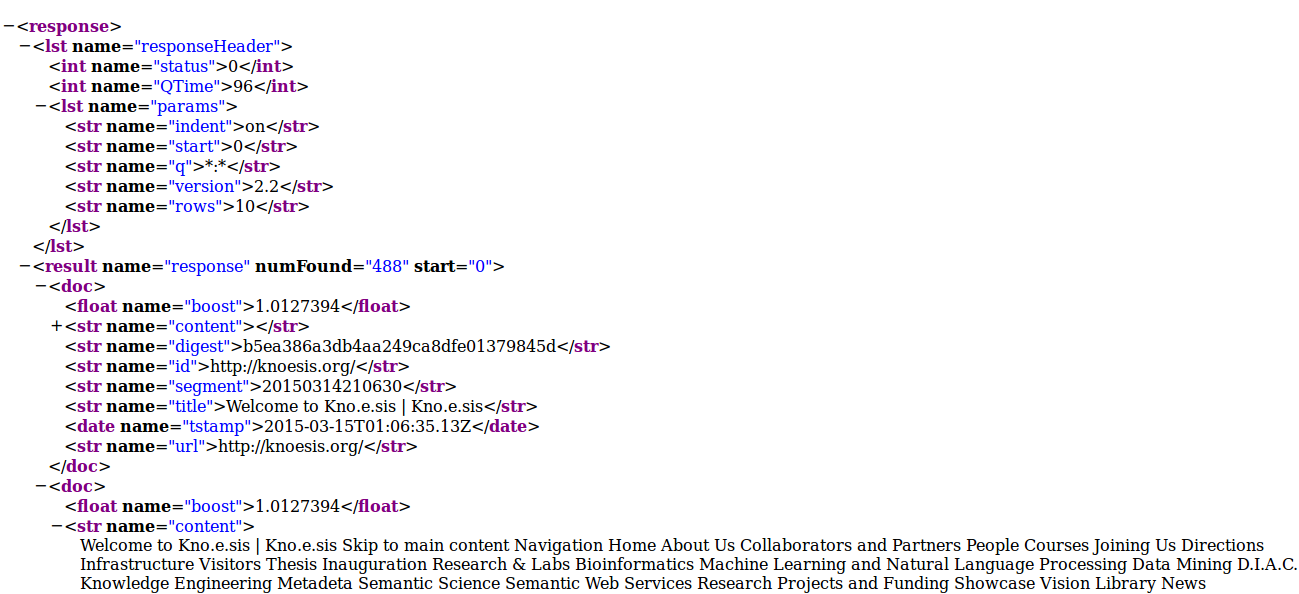 −<response>
−<lst name="responseHeader">
<int name="status">0</int>
<int name="QTime">96</int>
−<lst name="params">
<str name="indent">on</str>
<str name="start">0</str>
<str name="q">*:*</str>
<str name="version">2.2</str>
<str name="rows">10</str>
</lst>
</lst>
−<result name="response" numFound="488" start="0">
−<doc>
<float name="boost">1.0127394</float>
+<str name="content"></str>
<str name="digest">b5ea386a3db4aa249ca8dfe01379845d</str>
<str name="id">http://knoesis.org/</str>
<str name="segment">20150314210630</str>
<str name="title">Welcome to Kno.e.sis | Kno.e.sis</str>
<date name="tstamp">2015-03-15T01:06:35.13Z</date>
<str name="url">http://knoesis.org/</str>
</doc>
−<doc>
<float name="boost">1.0127394</float>
−<str name="content">
Welcome to Kno.e.sis | Kno.e.sis Skip to main content Navigation Home About Us Collaborators and Partners People Courses Joining Us Directions
Infrastructure Visitors Thesis Inauguration Research & Labs Bioinformatics Machine Learning and Natural Language Processing Data Mining D.I.A.C.
Knowledge Engineering Metadeta Semantic Science Semantic Web Services Research Projects and Funding Showcase Vision Library News